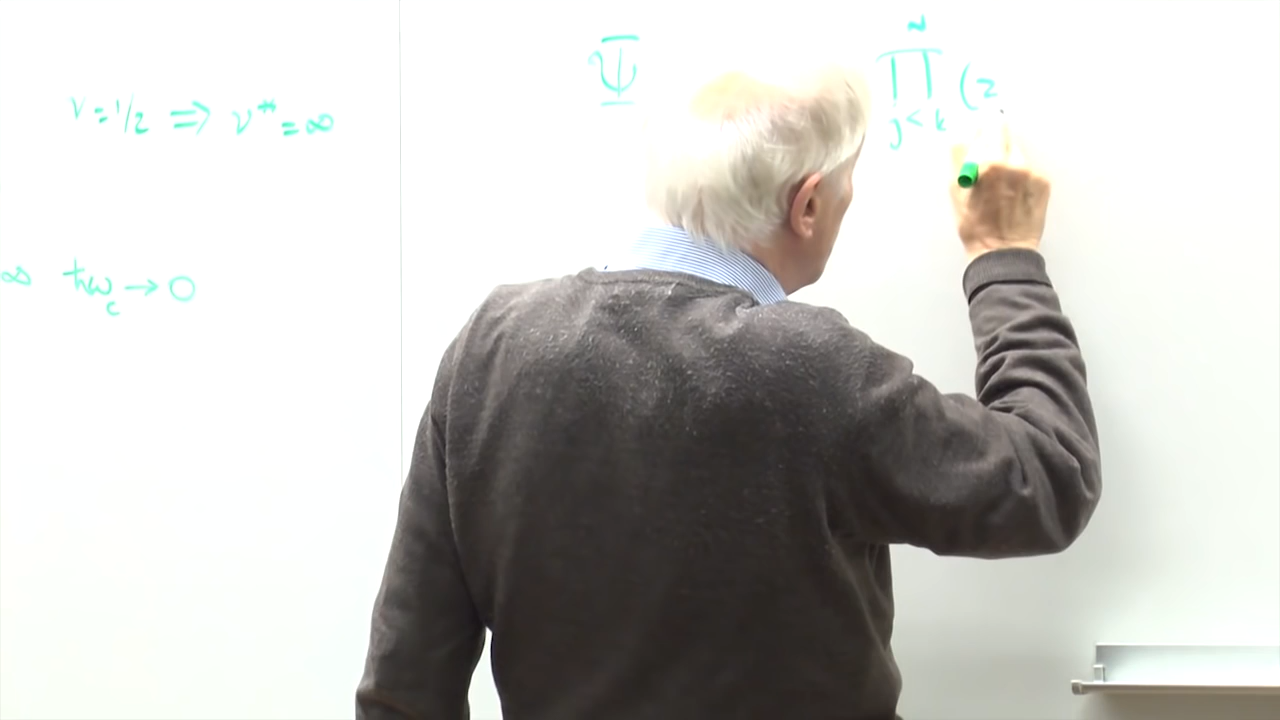 ν = 1/2 ⇒ ν* = ∞
∞ ℏω_c → 0
Ψ
N
∏ (z
j < k